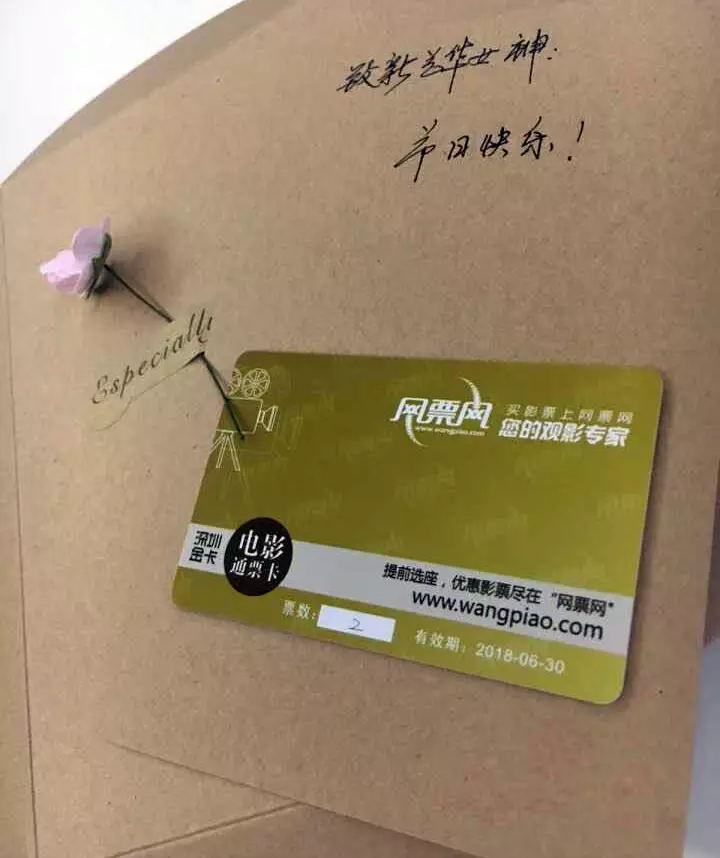 致新兰华女神:
节日快乐!
Especially
网票网
www.wangpiao.com
买影票上网票网
您的观影专家
深圳
金卡
电影
通票卡
提前选座,优惠影票尽在“网票网”
www.wangpiao.com
票数: 2
有效期: 2018-06-30